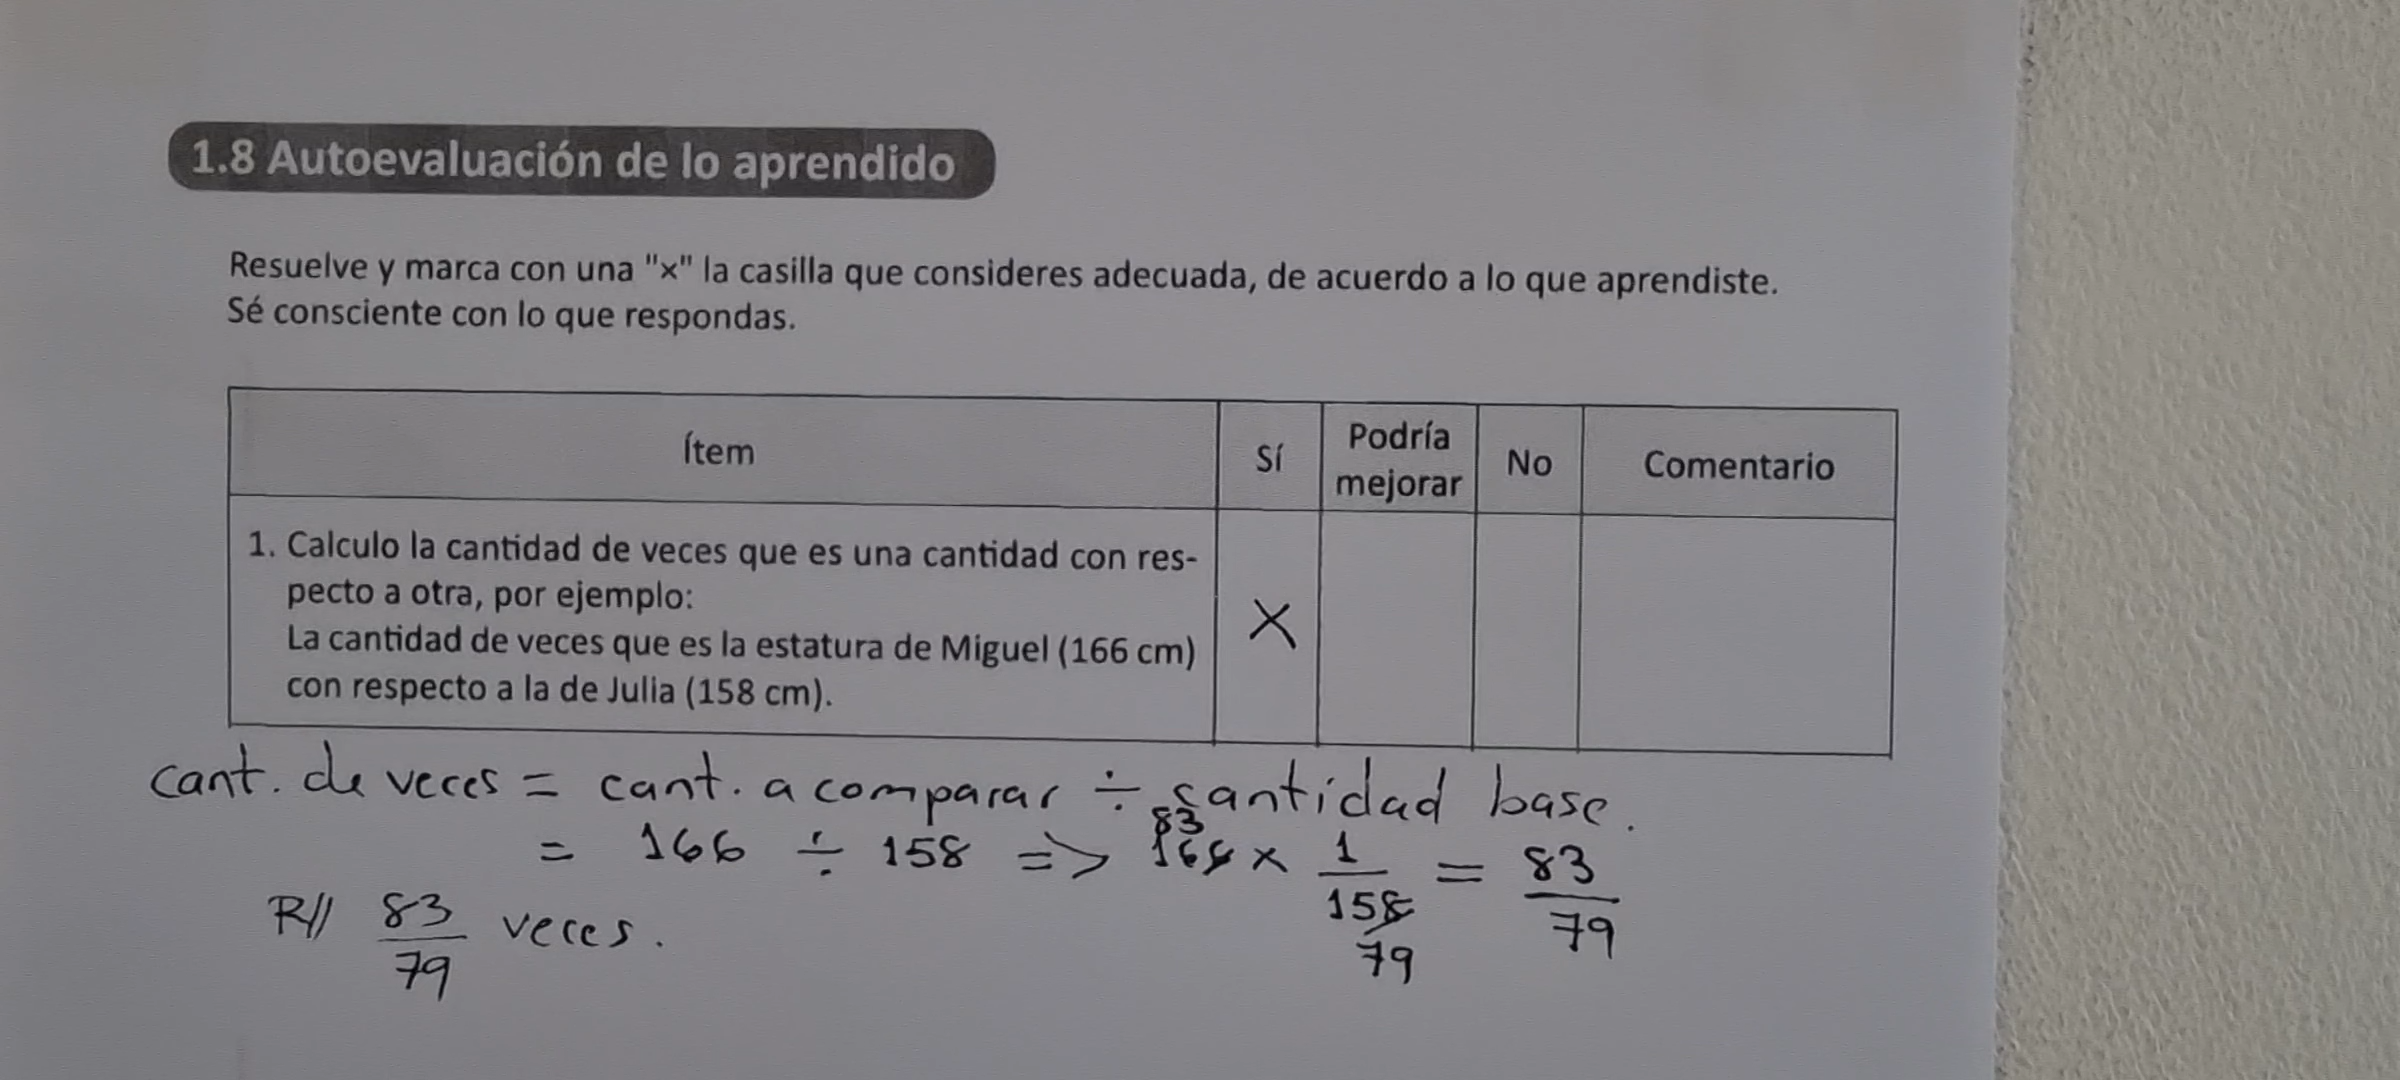 1.8 Autoevaluación de lo aprendido
Resuelve y marca con una "x" la casilla que consideres adecuada, de acuerdo a lo que aprendiste.
Sé consciente con lo que respondas.
Ítem
Sí
Podría
mejorar
No
Comentario
1. Calculo la cantidad de veces que es una cantidad con res-
pecto a otra, por ejemplo:
La cantidad de veces que es la estatura de Miguel (166 cm)
con respecto a la de Julia (158 cm).
X
cant. de veces = cant. a comparar ÷ cantidad base.
83
= 166 ÷ 158 => 166 × 1/158 = 83/79
79
R// 83/79 veces.